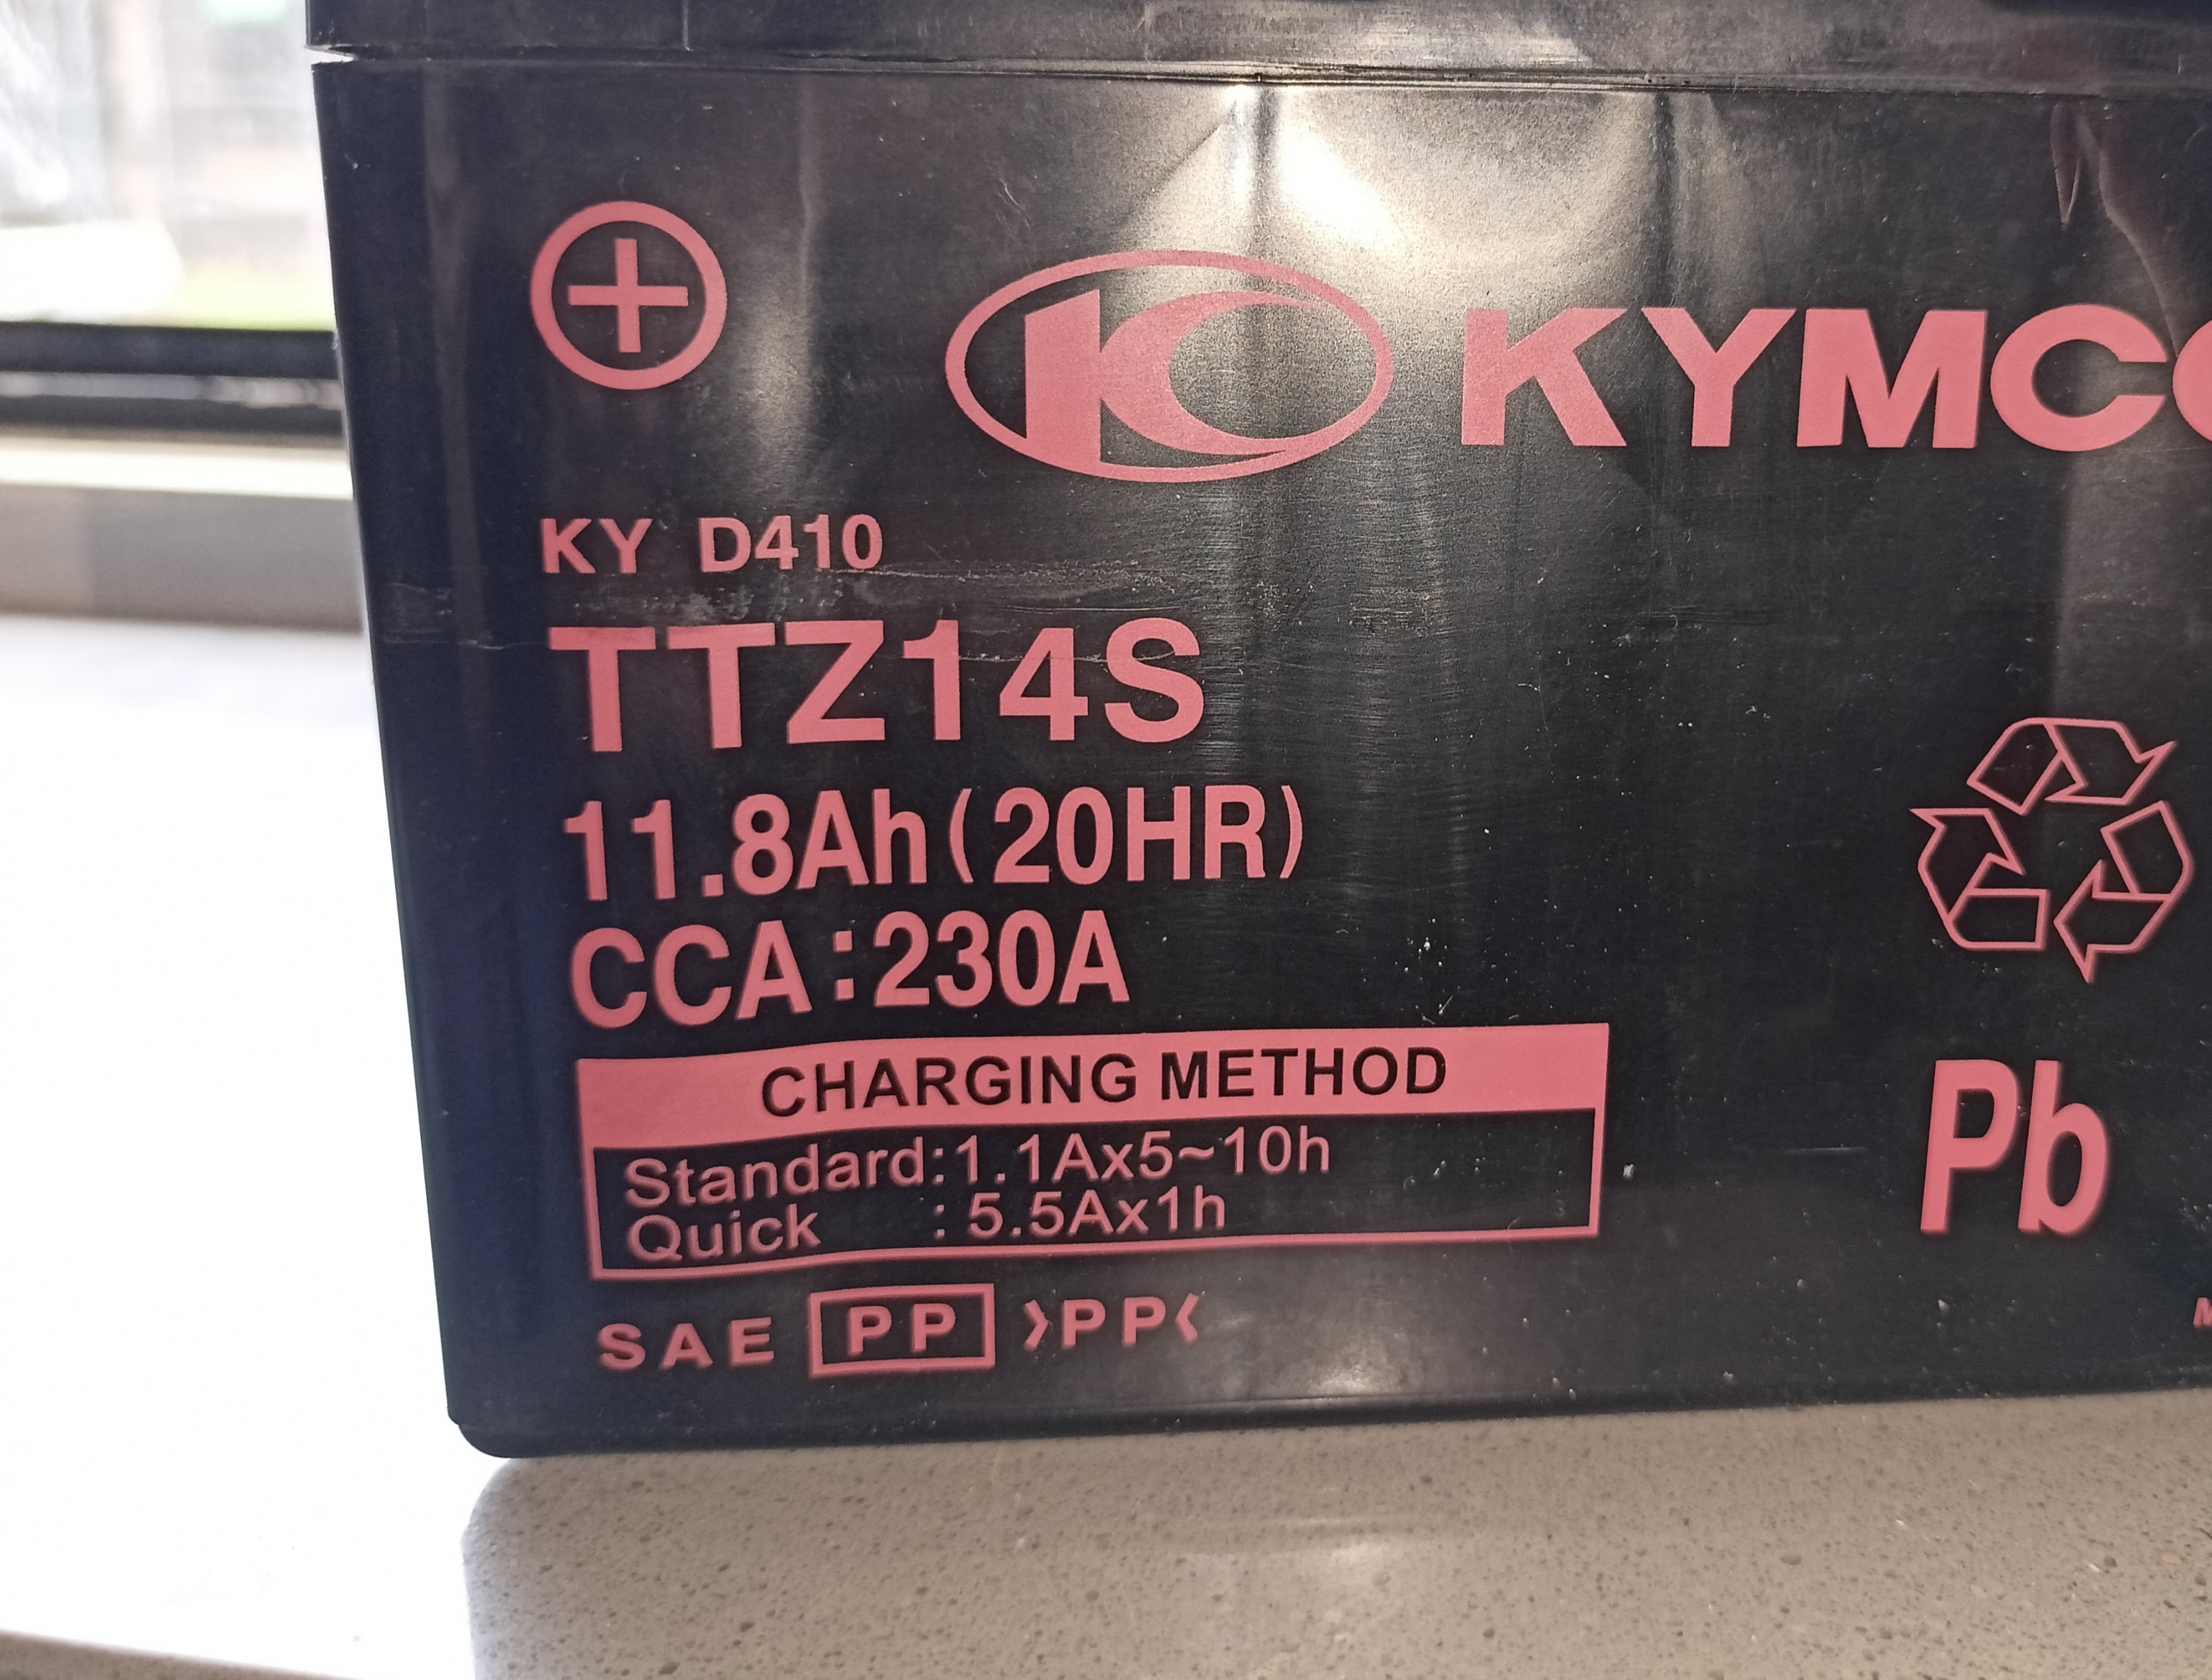 KYMCO
KY D410
TTZ14S
11.8Ah(20HR)
CCA:230A
CHARGING METHOD
Standard:1.1Ax5~10h
Quick :5.5Ax1h
Pb
SAE PP >PP<